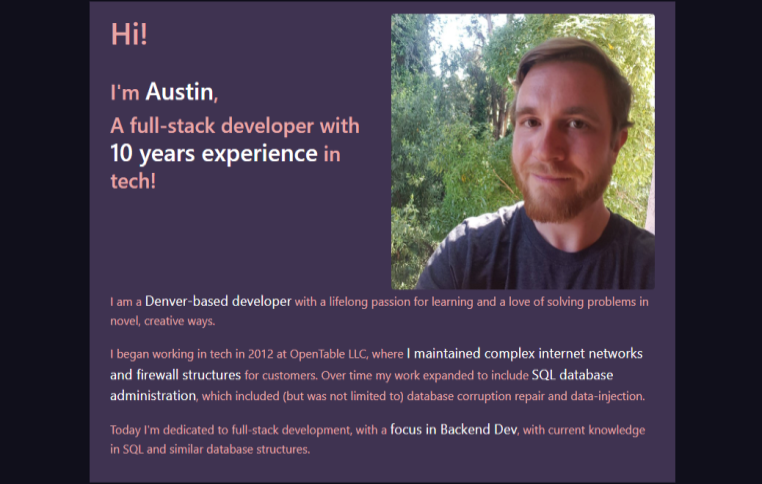 Hi!
I'm Austin,
A full-stack developer with
10 years experience in
tech!
I am a Denver-based developer with a lifelong passion for learning and a love of solving problems in
novel, creative ways.
I began working in tech in 2012 at OpenTable LLC, where I maintained complex internet networks
and firewall structures for customers. Over time my work expanded to include SQL database
administration, which included (but was not limited to) database corruption repair and data-injection.
Today I'm dedicated to full-stack development, with a focus in Backend Dev, with current knowledge
in SQL and similar database structures.